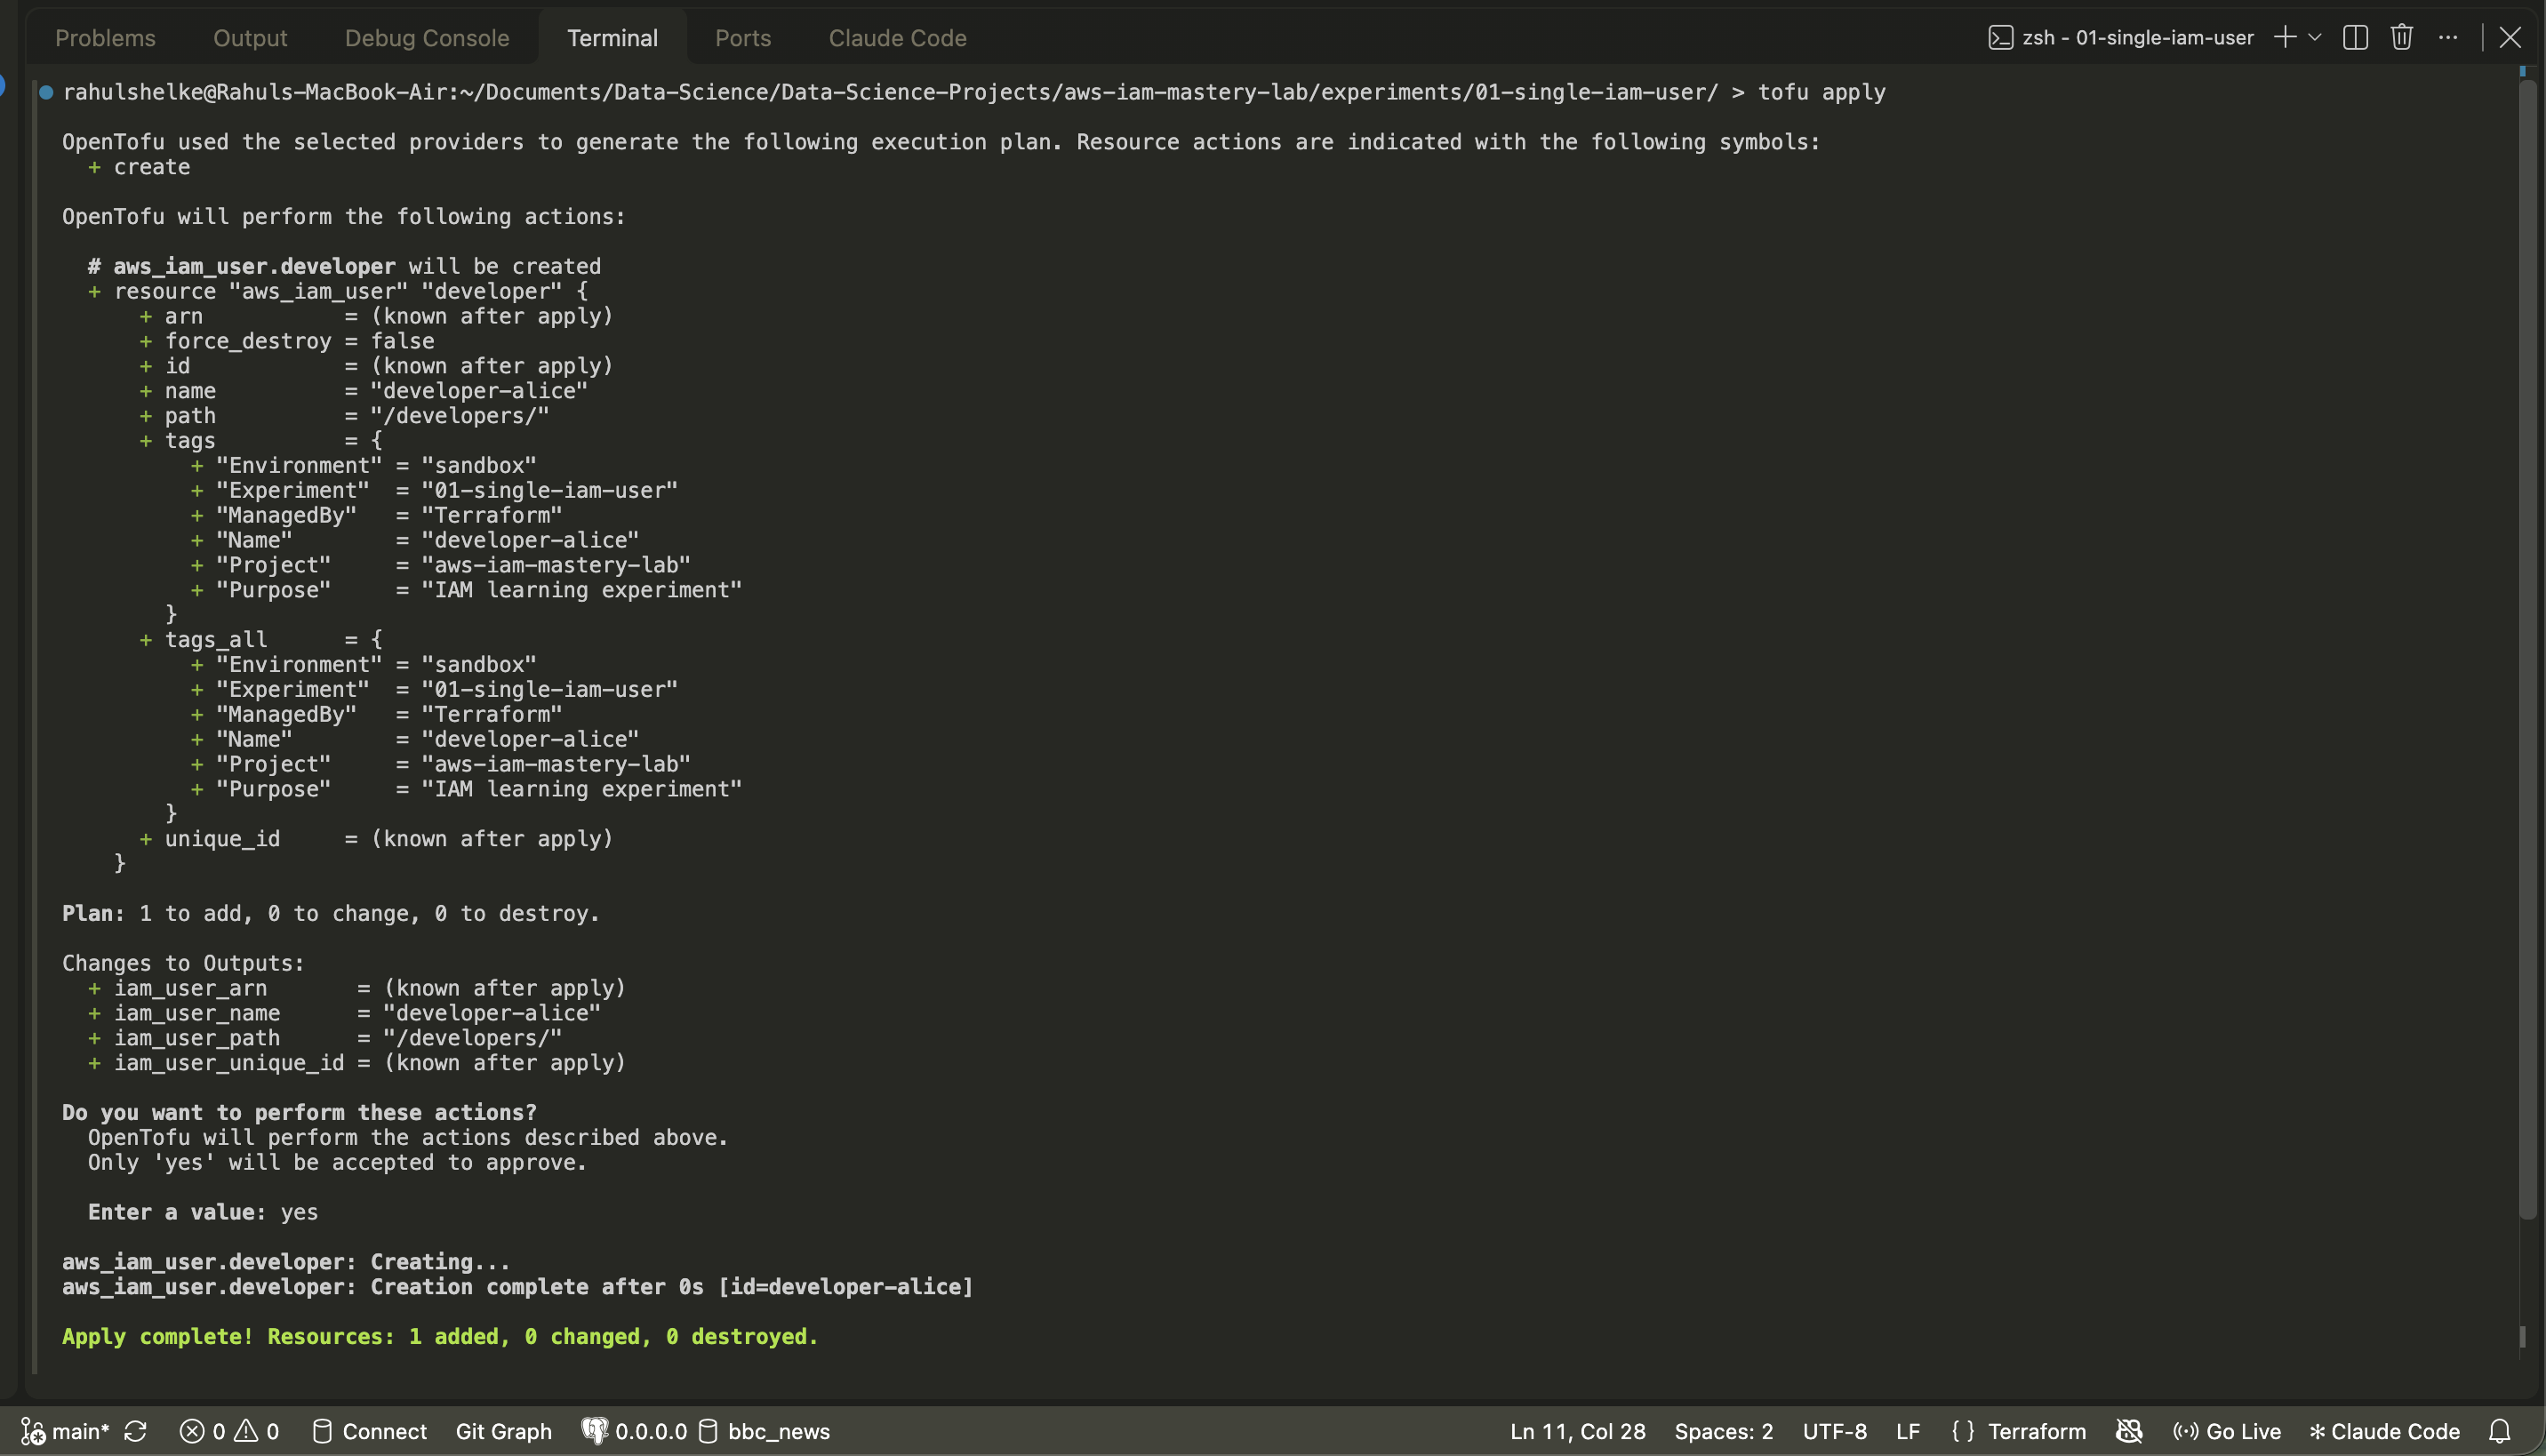 Problems Output Debug Console Terminal Ports Claude Code zsh - 01-single-iam-user
rahulshelke@Rahuls-MacBook-Air:~/Documents/Data-Science/Data-Science-Projects/aws-iam-mastery-lab/experiments/01-single-iam-user/ > tofu apply
OpenTofu used the selected providers to generate the following execution plan. Resource actions are indicated with the following symbols:
  + create
OpenTofu will perform the following actions:
  # aws_iam_user.developer will be created
  + resource "aws_iam_user" "developer" {
      + arn           = (known after apply)
      + force_destroy = false
      + id            = (known after apply)
      + name          = "developer-alice"
      + path          = "/developers/"
      + tags          = {
          + "Environment" = "sandbox"
          + "Experiment"  = "01-single-iam-user"
          + "ManagedBy"   = "Terraform"
          + "Name"        = "developer-alice"
          + "Project"     = "aws-iam-mastery-lab"
          + "Purpose"     = "IAM learning experiment"
        }
      + tags_all      = {
          + "Environment" = "sandbox"
          + "Experiment"  = "01-single-iam-user"
          + "ManagedBy"   = "Terraform"
          + "Name"        = "developer-alice"
          + "Project"     = "aws-iam-mastery-lab"
          + "Purpose"     = "IAM learning experiment"
        }
      + unique_id     = (known after apply)
    }
Plan: 1 to add, 0 to change, 0 to destroy.
Changes to Outputs:
  + iam_user_arn       = (known after apply)
  + iam_user_name      = "developer-alice"
  + iam_user_path      = "/developers/"
  + iam_user_unique_id = (known after apply)
Do you want to perform these actions?
  OpenTofu will perform the actions described above.
  Only 'yes' will be accepted to approve.
  Enter a value: yes
aws_iam_user.developer: Creating...
aws_iam_user.developer: Creation complete after 0s [id=developer-alice]
Apply complete! Resources: 1 added, 0 changed, 0 destroyed.
main* 0 0 Connect Git Graph 0.0.0.0 bbc_news Ln 11, Col 28 Spaces: 2 UTF-8 LF { } Terraform Go Live Claude Code